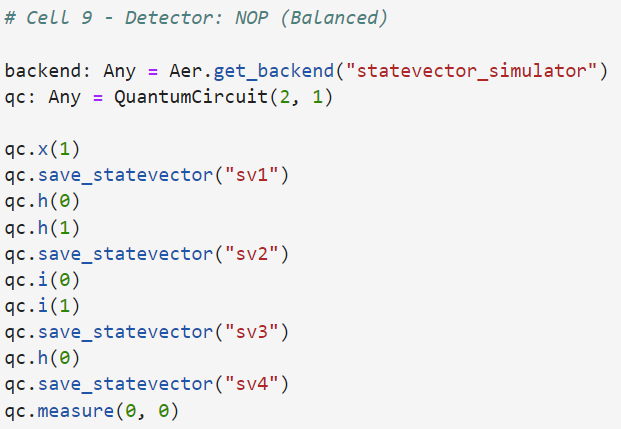 # Cell 9 - Detector: NOP (Balanced)
backend: Any = Aer.get_backend("statevector_simulator")
qc: Any = QuantumCircuit(2, 1)
qc.x(1)
qc.save_statevector("sv1")
qc.h(0)
qc.h(1)
qc.save_statevector("sv2")
qc.i(0)
qc.i(1)
qc.save_statevector("sv3")
qc.h(0)
qc.save_statevector("sv4")
qc.measure(0, 0)